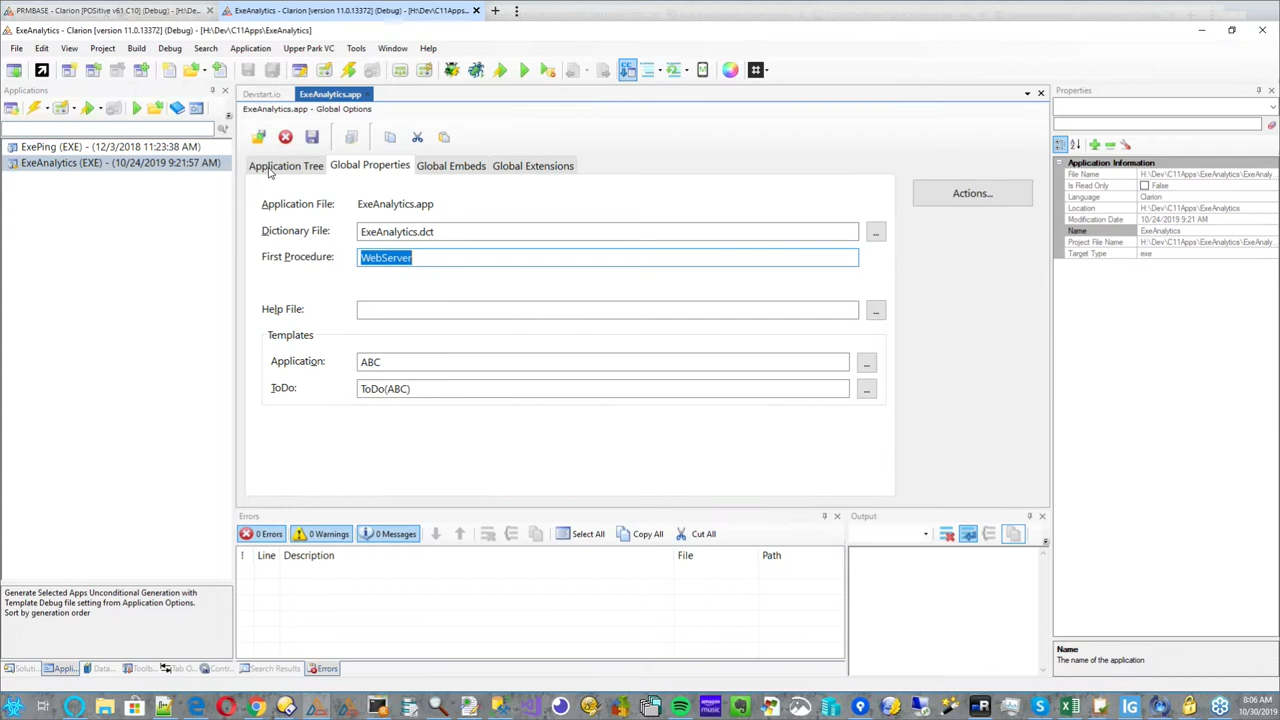 PRMBASE - Clarion [POSitive v61.C10] (Debug) - [H:\De...
ExeAnalytics - Clarion [version 11.0.13372] (Debug) - [H:\Dev\C11Apps...
ExeAnalytics - Clarion [version 11.0.13372] (Debug) - [H:\Dev\C11Apps\ExeAnalytics]
File Edit View Project Build Debug Search Application Upper Park VC Tools Window Help
Applications
Devstart.io ExeAnalytics.app
Properties
ExeAnalytics.app - Global Options
ExePing (EXE) - (12/3/2018 11:23:38 AM)
ExeAnalytics (EXE) - (10/24/2019 9:21:57 AM)
Application Tree Global Properties Global Embeds Global Extensions
Application File: ExeAnalytics.app
Dictionary File: ExeAnalytics.dct ...
First Procedure: WebServer
Help File: ...
Templates
Application: ABC ...
ToDo: ToDo(ABC) ...
Actions...
Application Information
File Name H:\Dev\C11Apps\ExeAnalytics\ExeAnaly...
Is Read Only False
Language Clarion
Location H:\Dev\C11Apps\ExeAnalytics
Modification Date 10/24/2019 9:21 AM
Name ExeAnalytics
Project File Name H:\Dev\C11Apps\ExeAnalytics\ExeAnaly...
Target Type exe
Errors
Output
0 Errors 0 Warnings 0 Messages Select All Copy All Cut All
! Line Description File Path
Generate Selected Apps Unconditional Generation with
Template Debug file setting from Application Options.
Sort by generation order
Name
The name of the application
Soluti... Appli... Data... Toolb... Tab O... Contr...
Search Results Errors
8:06 AM
10/30/2019